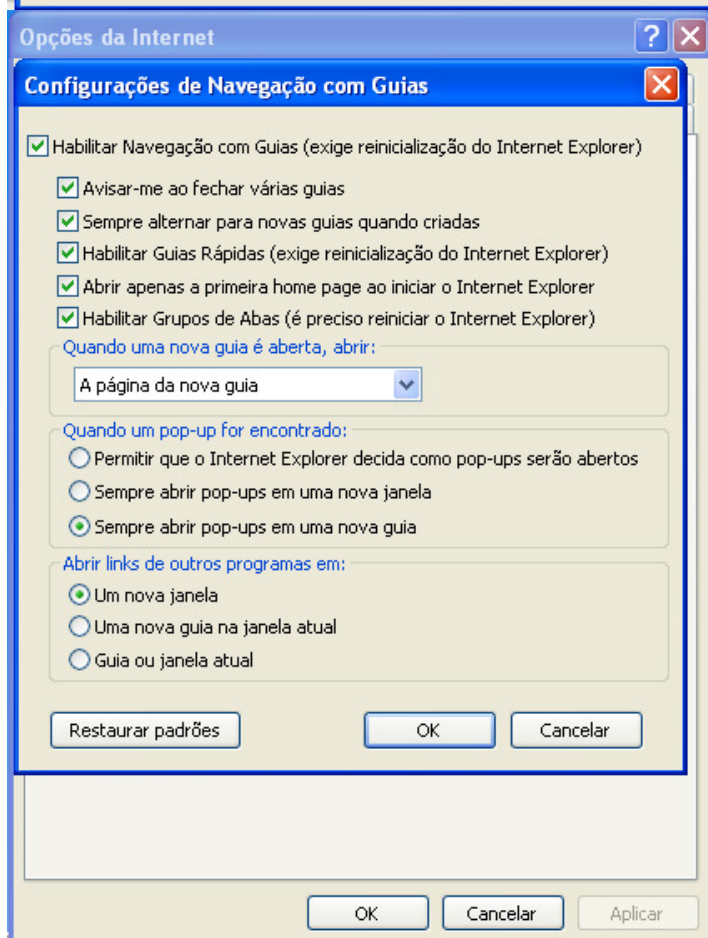 Opções da Internet
Configurações de Navegação com Guias
Habilitar Navegação com Guias (exige reinicialização do Internet Explorer)
Avisar-me ao fechar várias guias
Sempre alternar para novas guias quando criadas
Habilitar Guias Rápidas (exige reinicialização do Internet Explorer)
Abrir apenas a primeira home page ao iniciar o Internet Explorer
Habilitar Grupos de Abas (é preciso reiniciar o Internet Explorer)
Quando uma nova guia é aberta, abrir:
A página da nova guia
Quando um pop-up for encontrado:
Permitir que o Internet Explorer decida como pop-ups serão abertos
Sempre abrir pop-ups em uma nova janela
Sempre abrir pop-ups em uma nova guia
Abrir links de outros programas em:
Um nova janela
Uma nova guia na janela atual
Guia ou janela atual
Restaurar padrões OK Cancelar
OK Cancelar Aplicar